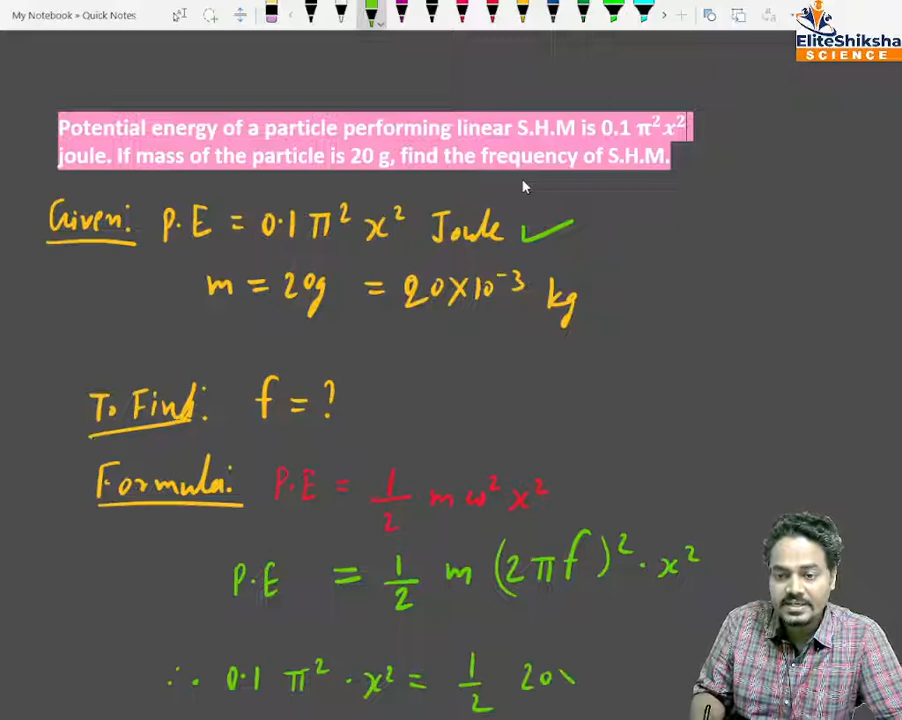 My Notebook » Quick Notes
EliteShiksha
SCIENCE
Potential energy of a particle performing linear S.H.M is 0.1 π²x²
joule. If mass of the particle is 20 g, find the frequency of S.H.M.
Given: P.E = 0.1 π² x² Joule ✓
m = 20g = 20×10⁻³ kg
To Find: f = ?
Formula: P.E = 1/2 m ω² x²
P.E = 1/2 m (2πf)² · x²
∴ 0.1 π² · x² = 1/2 20